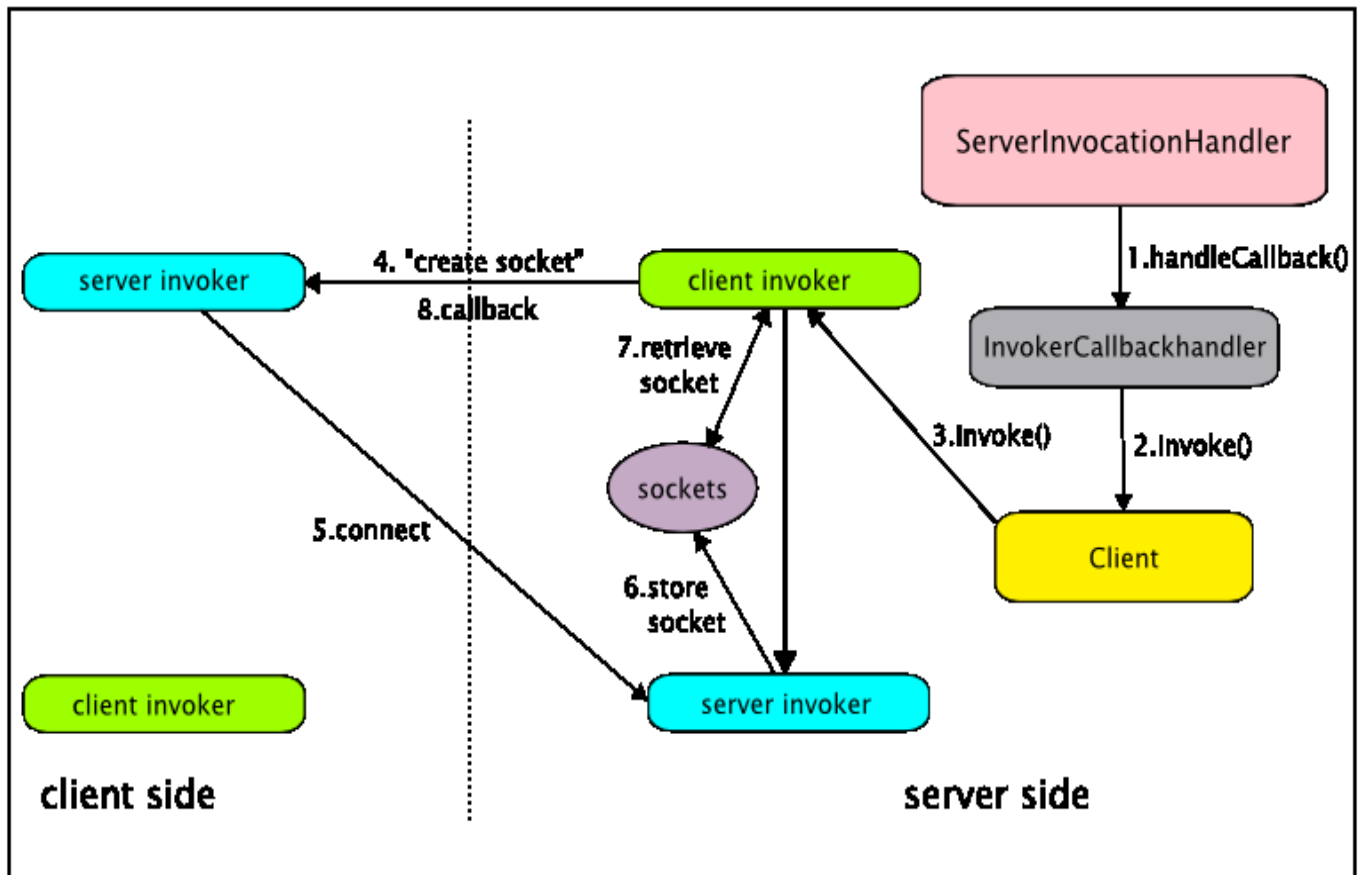 ServerInvocationHandler
1.handleCallback()
4. "create socket"
server invoker
client invoker
8.callback
7.retrieve
socket
InvokerCallbackhandler
3.invoke()
2.invoke()
sockets
5.connect
Client
6.store
socket
client invoker
server invoker
client side
server side